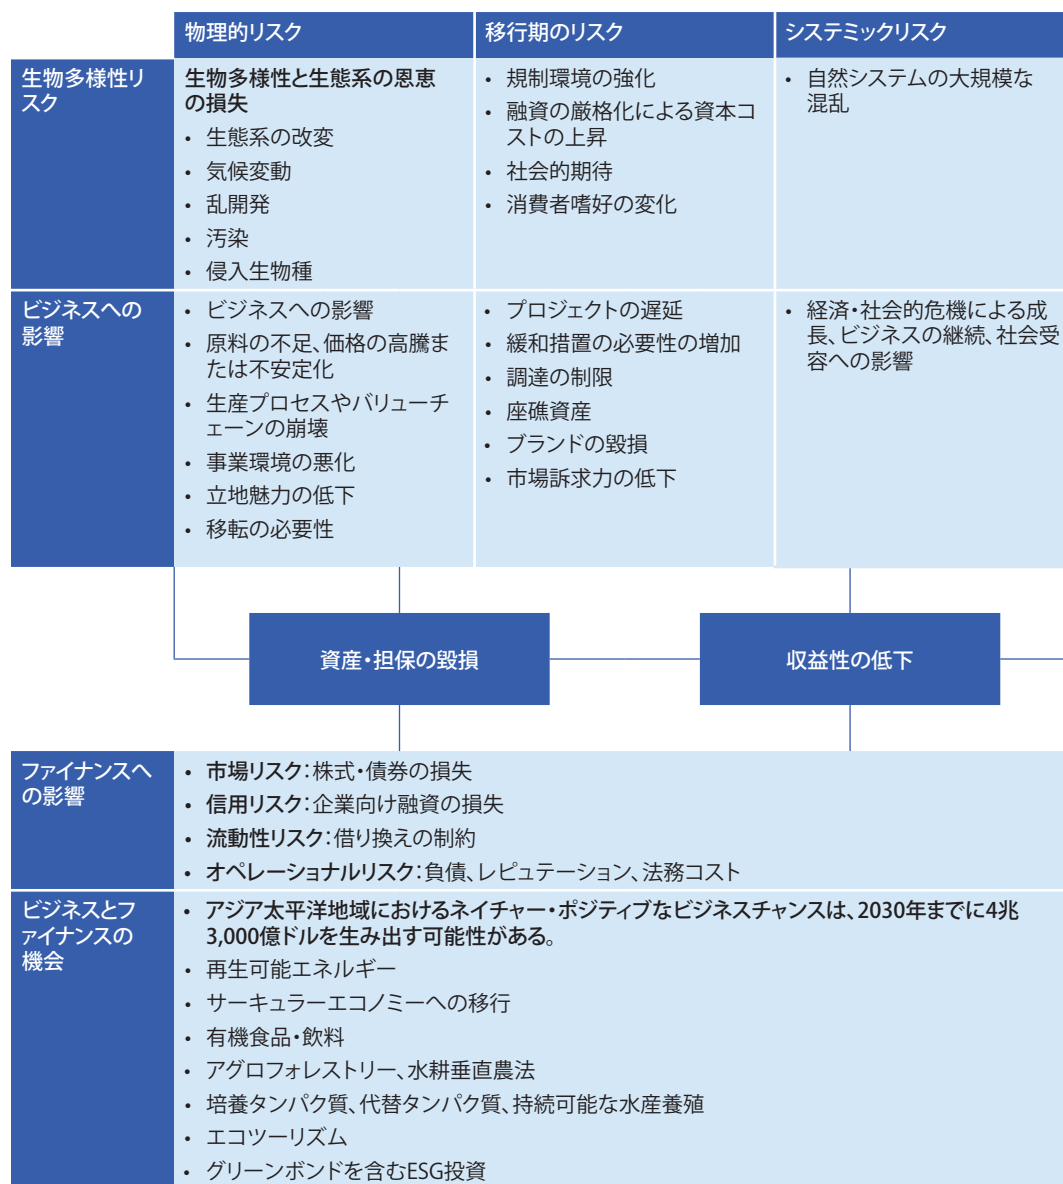 物理的リスク
移行期のリスク
システミックリスク
生物多様性リ
スク
生物多様性と生態系の恩恵
の損失
• 生態系の改変
• 気候変動
• 乱開発
• 汚染
• 侵入生物種
• 規制環境の強化
• 融資の厳格化による資本コ
ストの上昇
• 社会的期待
• 消費者嗜好の変化
• 自然システムの大規模な
混乱
ビジネスへの
影響
• ビジネスへの影響
• 原料の不足、価格の高騰ま
たは不安定化
• 生産プロセスやバリューチ
ェーンの崩壊
• 事業環境の悪化
• 立地魅力の低下
• 移転の必要性
• プロジェクトの遅延
• 緩和措置の必要性の増加
• 調達の制限
• 座礁資産
• ブランドの毀損
• 市場訴求力の低下
• 経済・社会的危機による成
長、ビジネスの継続、社会受
容への影響
資産・担保の毀損
収益性の低下
ファイナンスへ
の影響
• 市場リスク：株式・債券の損失
• 信用リスク：企業向け融資の損失
• 流動性リスク：借り換えの制約
• オペレーショナルリスク：負債、レピュテーション、法務コスト
ビジネスとフ
ァイナンスの
機会
• アジア太平洋地域におけるネイチャー・ポジティブなビジネスチャンスは、2030年までに4兆
3,000億ドルを生み出す可能性がある。
• 再生可能エネルギー
• サーキュラーエコノミーへの移行
• 有機食品・飲料
• アグロフォレストリー、水耕垂直農法
• 培養タンパク質、代替タンパク質、持続可能な水産養殖
• エコツーリズム
• グリーンボンドを含むESG投資